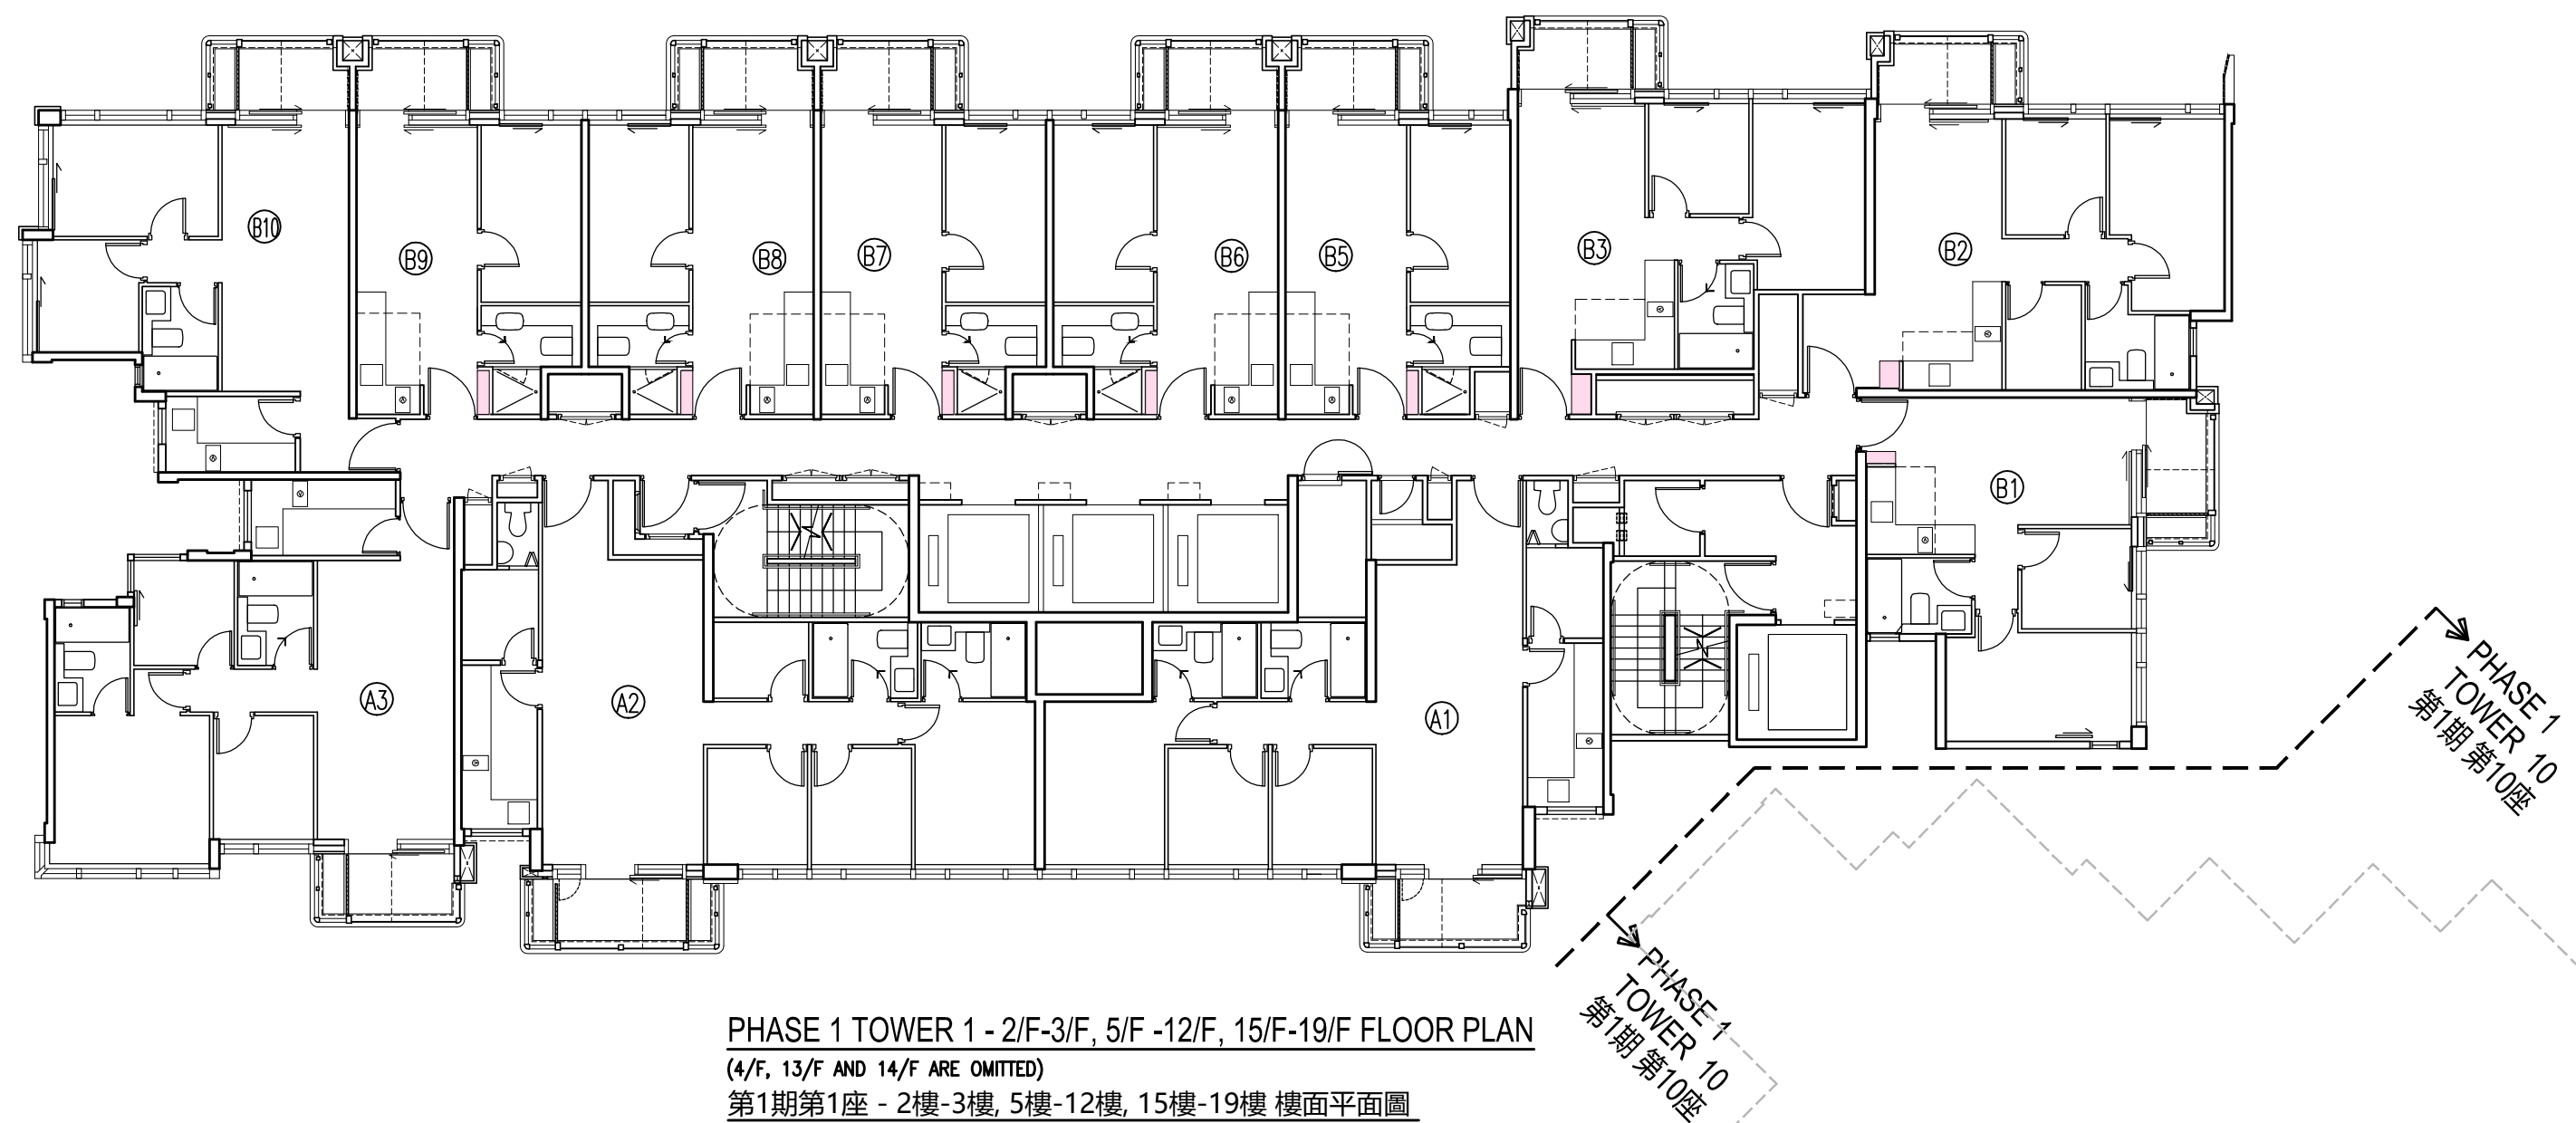 B10
B9
B8
B7
B6
B5
B3
B2
B1
A3
A2
A1
PHASE 1
TOWER 10
第1期 第10座
PHASE 1
TOWER 10
第1期 第10座
PHASE 1 TOWER 1 - 2/F-3/F, 5/F -12/F, 15/F-19/F FLOOR PLAN
(4/F, 13/F AND 14/F ARE OMITTED)
第1期第1座 - 2樓-3樓, 5樓-12樓, 15樓-19樓 樓面平面圖